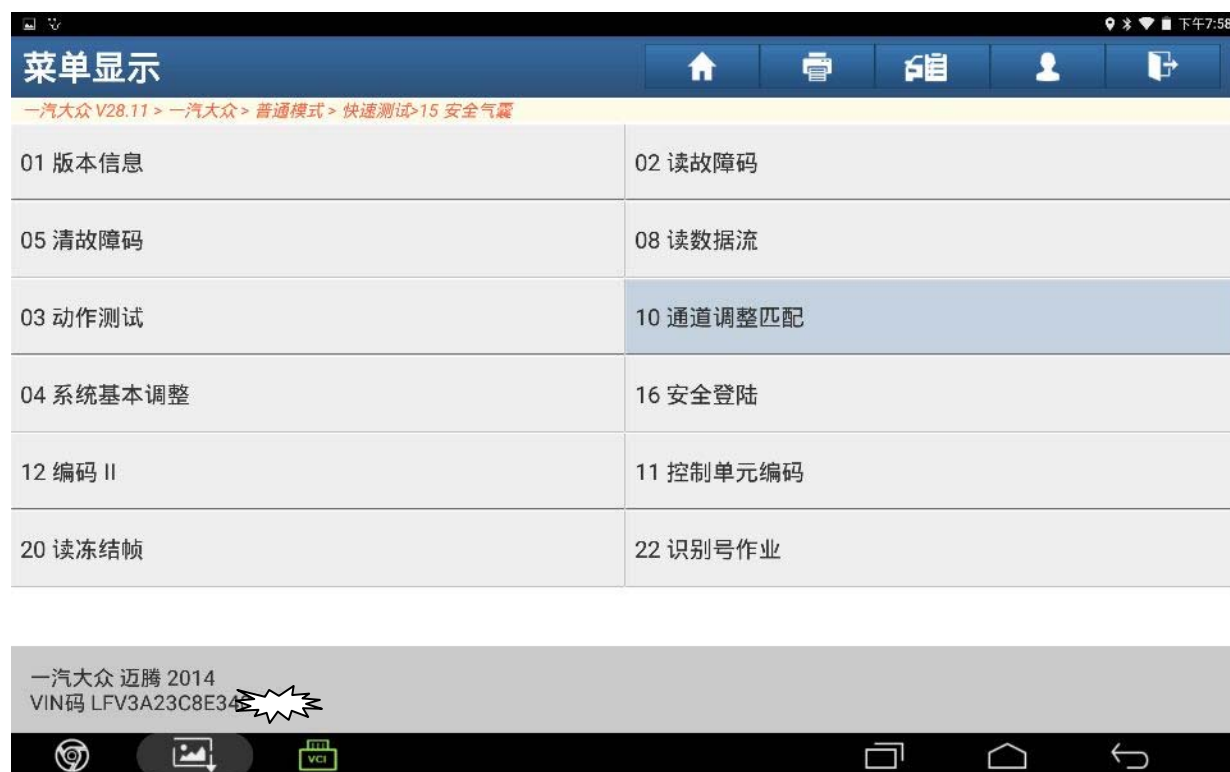 下午7:58
菜单显示
一汽大众 V28.11 > 一汽大众 > 普通模式 > 快速测试>15 安全气囊
01 版本信息
02 读故障码
05 清故障码
08 读数据流
03 动作测试
10 通道调整匹配
04 系统基本调整
16 安全登陆
12 编码 II
11 控制单元编码
20 读冻结帧
22 识别号作业
一汽大众 迈腾 2014
VIN码 LFV3A23C8E34
VCI